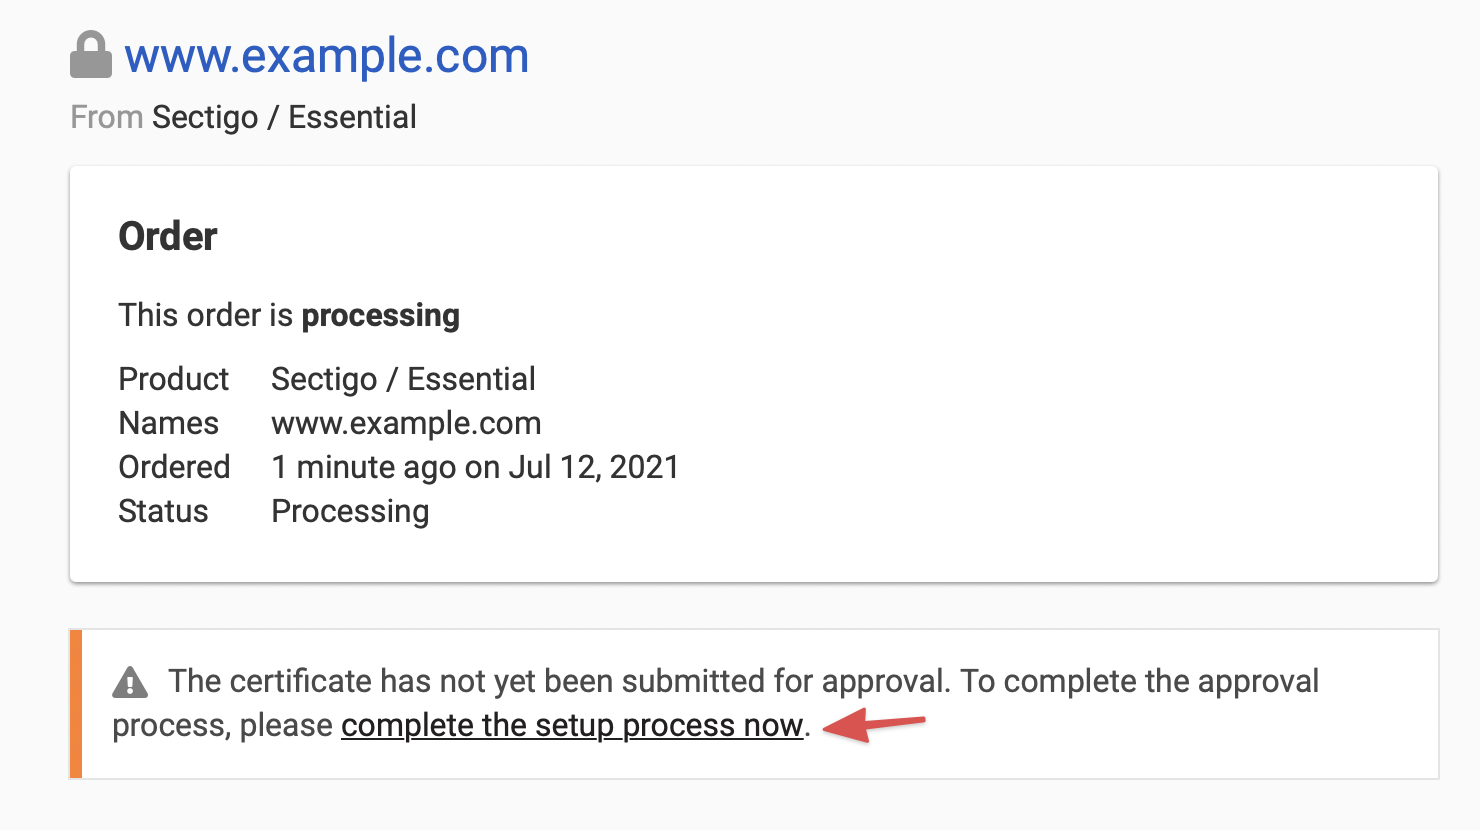 www.example.com
From Sectigo / Essential
Order
This order is processing
Product Sectigo / Essential
Names www.example.com
Ordered 1 minute ago on Jul 12, 2021
Status Processing
The certificate has not yet been submitted for approval. To complete the approval
process, please complete the setup process now.